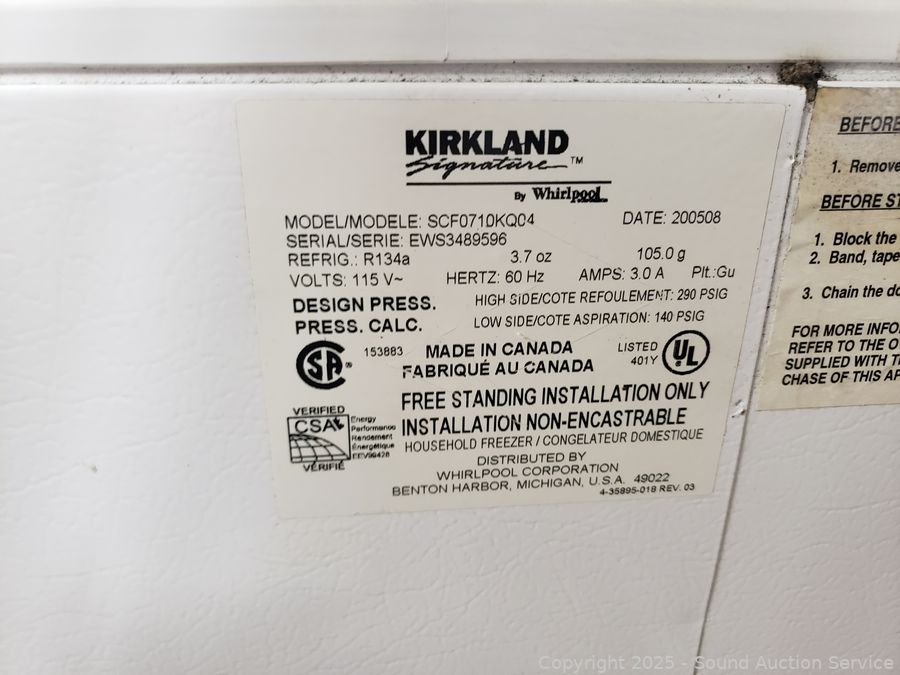 KIRKLAND
Signature™
By Whirlpool
MODEL/MODELE: SCF0710KQ04 DATE: 200508
SERIAL/SERIE: EWS3489596
REFRIG.: R134a 3.7 oz 105.0 g
VOLTS: 115 V~ HERTZ: 60 Hz AMPS: 3.0 A Plt.:Gu
DESIGN PRESS. HIGH SIDE/COTE REFOULEMENT: 290 PSIG
PRESS. CALC. LOW SIDE/COTE ASPIRATION: 140 PSIG
SA® 153883 MADE IN CANADA LISTED UL
FABRIQUÉ AU CANADA 401Y
FREE STANDING INSTALLATION ONLY
INSTALLATION NON-ENCASTRABLE
HOUSEHOLD FREEZER / CONGELATEUR DOMESTIQUE
VERIFIED
CSA
VÉRIFIÉ
Energy
Performance
Rendement
Énergétique
EEV99428
DISTRIBUTED BY
WHIRLPOOL CORPORATION
BENTON HARBOR, MICHIGAN, U.S.A. 49022
4-35895-018 REV. 03
BEFORE
1. Remove
BEFORE ST
1. Block the
2. Band, tape
3. Chain the do
FOR MORE INFO
REFER TO THE O
SUPPLIED WITH T
CHASE OF THIS AP
Copyright © 2025 - Sound Auction Service